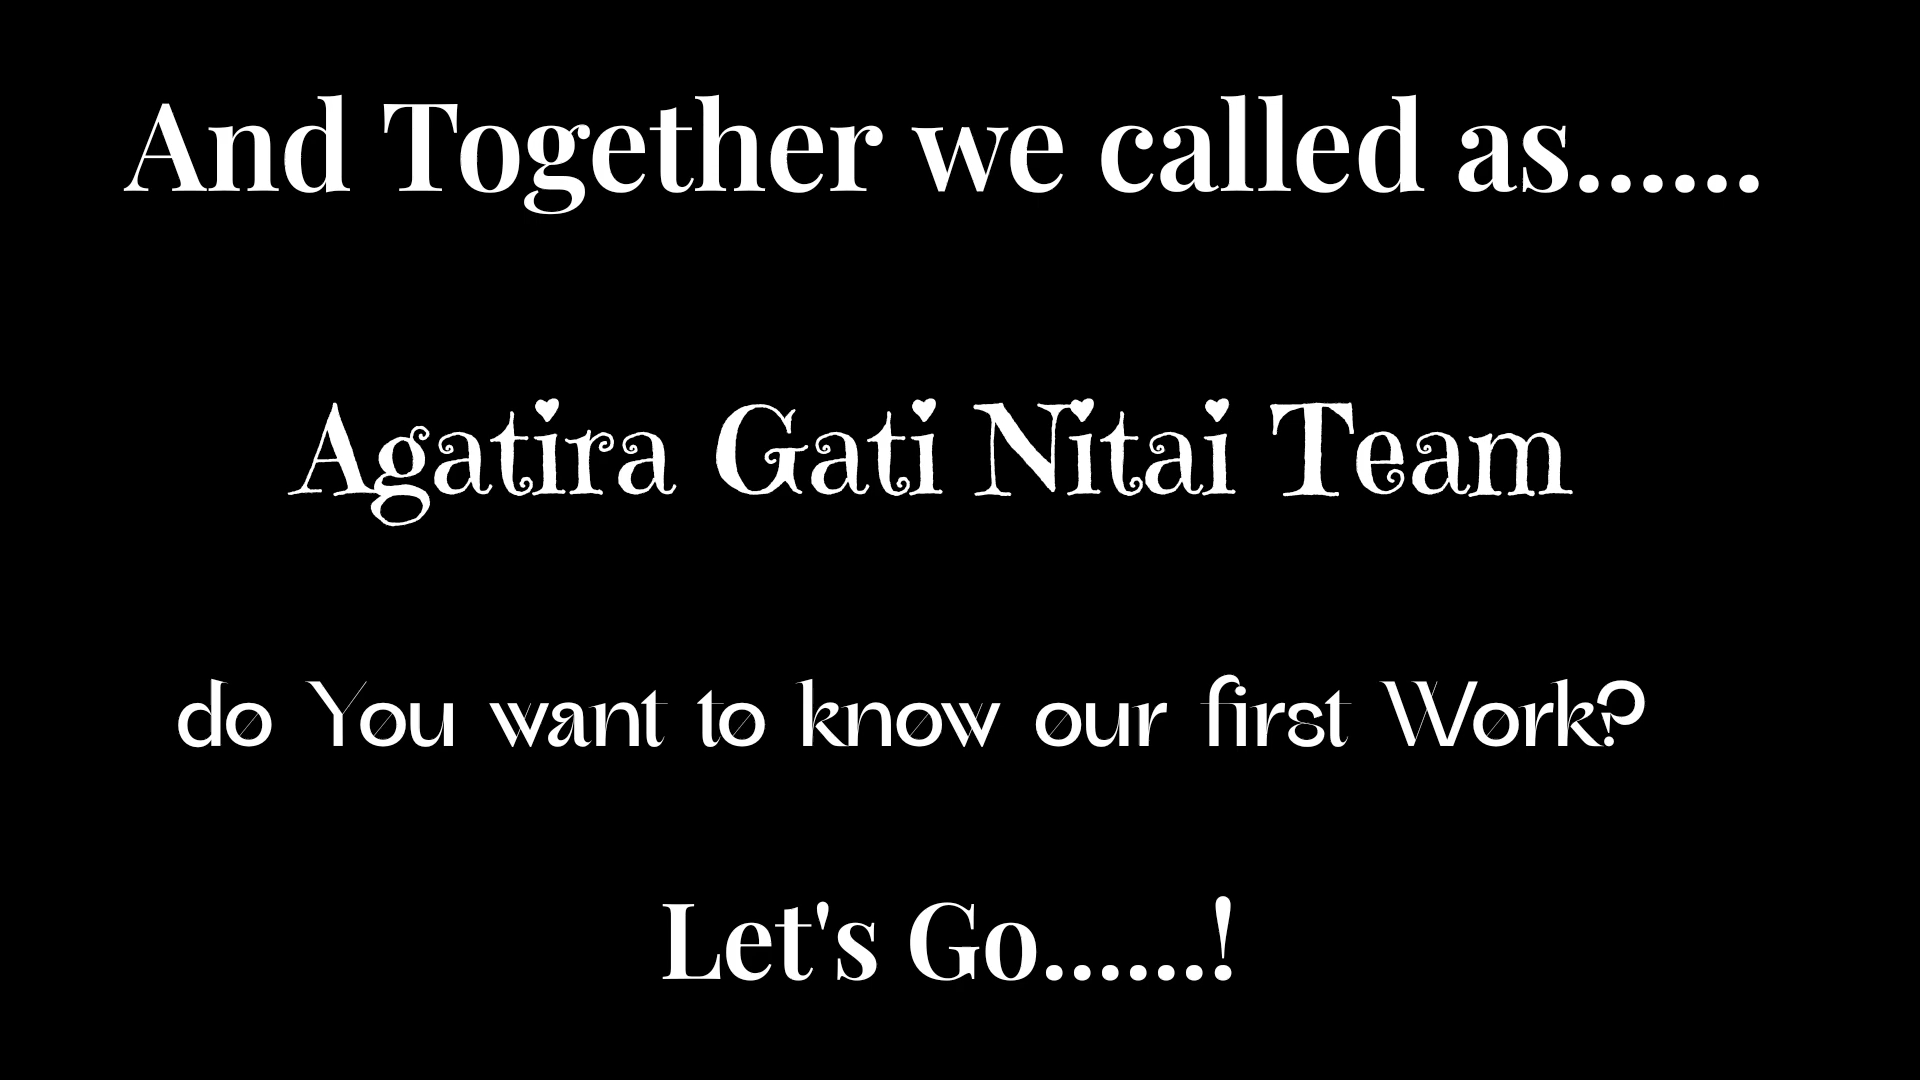 And Together we called as......
Agatira Gati Nitai Team
do You want to know our first Work?
Let's Go......!